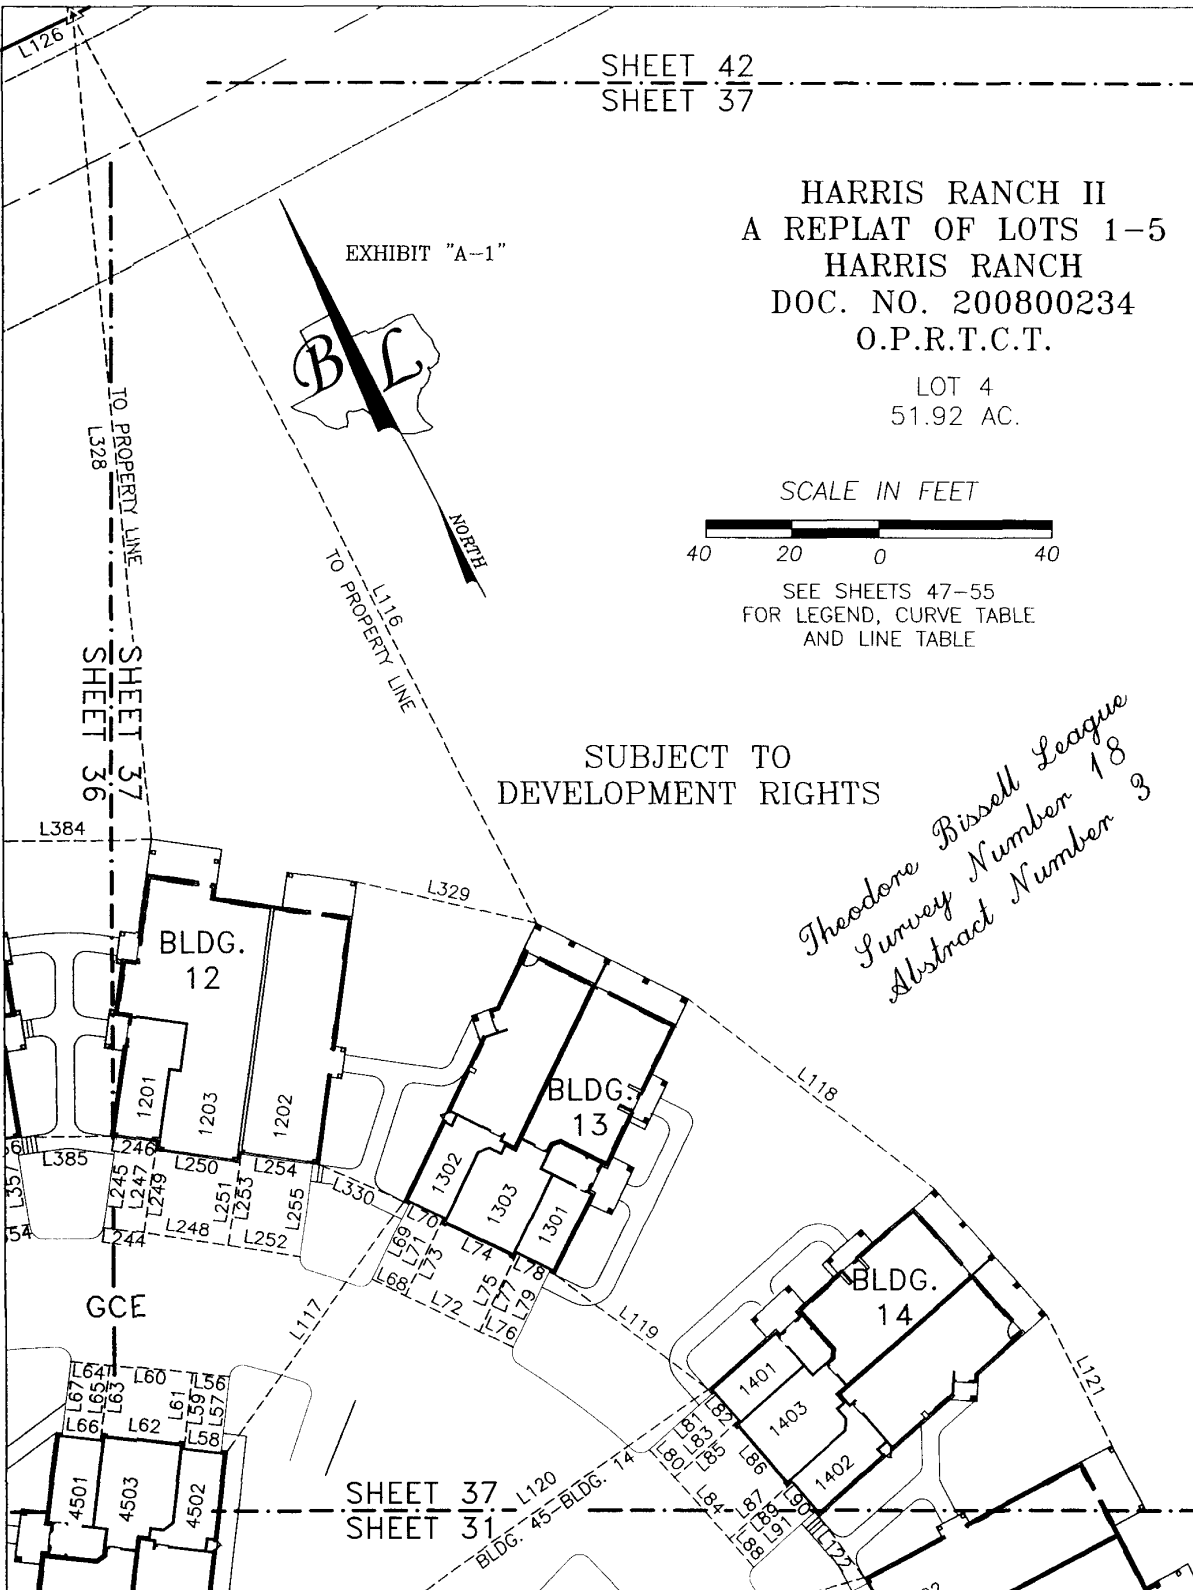 L126
SHEET 42
SHEET 37
HARRIS RANCH II
A REPLAT OF LOTS 1-5
HARRIS RANCH
DOC. NO. 200800234
O.P.R.T.C.T.
LOT 4
51.92 AC.
EXHIBIT "A-1"
B L
NORTH
SCALE IN FEET
40 20 0 40
SEE SHEETS 47-55
FOR LEGEND, CURVE TABLE
AND LINE TABLE
TO PROPERTY LINE
L328
L116
TO PROPERTY LINE
SHEET 37
SHEET 36
SUBJECT TO
DEVELOPMENT RIGHTS
Theodore Bissell League
Survey Number 18
Abstract Number 3
L384
L329
BLDG.
12
1201
1203
1202
BLDG.
13
1302
1303
1301
L118
L385
L246
L250
L254
L330
L357
L245
L247
L249
L251
L253
L255
L244
L248
L252
L70
L74
L78
L69
L71
L73
L75
L77
L79
L68
L72
L76
GCE
L117
L119
BLDG.
14
1401
1403
1402
L121
L64
L60
L56
L67
L65
L63
L61
L59
L57
L66
L62
L58
4501
4503
4502
L82
L81
L83
L85
L80
L86
L84
L87
L89
L91
L88
L90
L122
L120
BLDG. 45-BLDG. 14
SHEET 37
SHEET 31